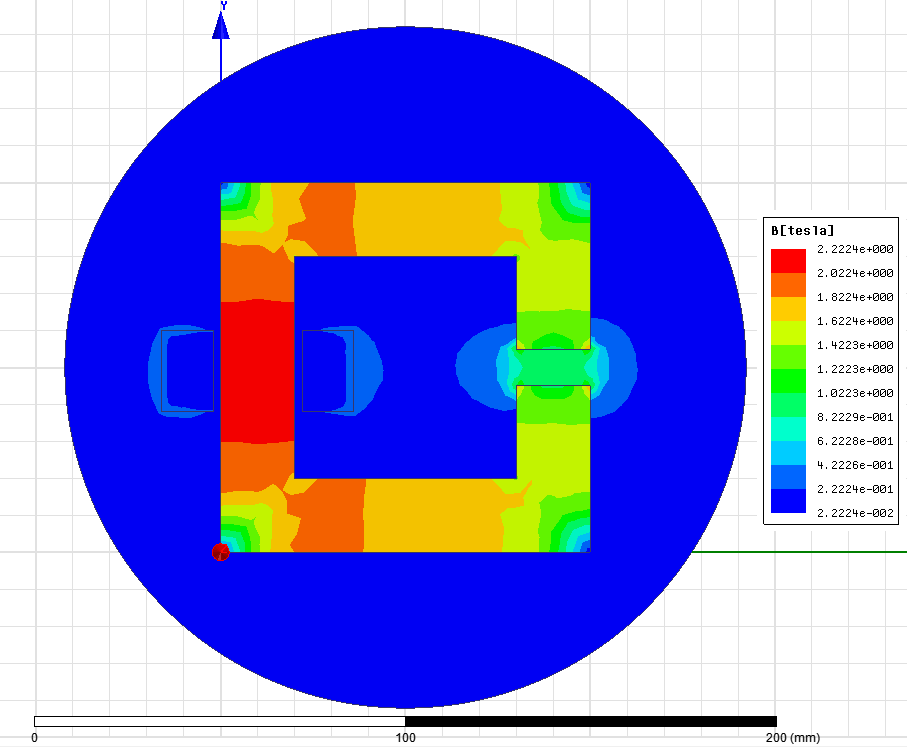 Y
B[tesla]
2.2224e+000
2.0224e+000
1.8224e+000
1.6224e+000
1.4223e+000
1.2223e+000
1.0223e+000
8.2229e-001
6.2228e-001
4.2226e-001
2.2224e-001
2.2224e-002
0 100 200 (mm)